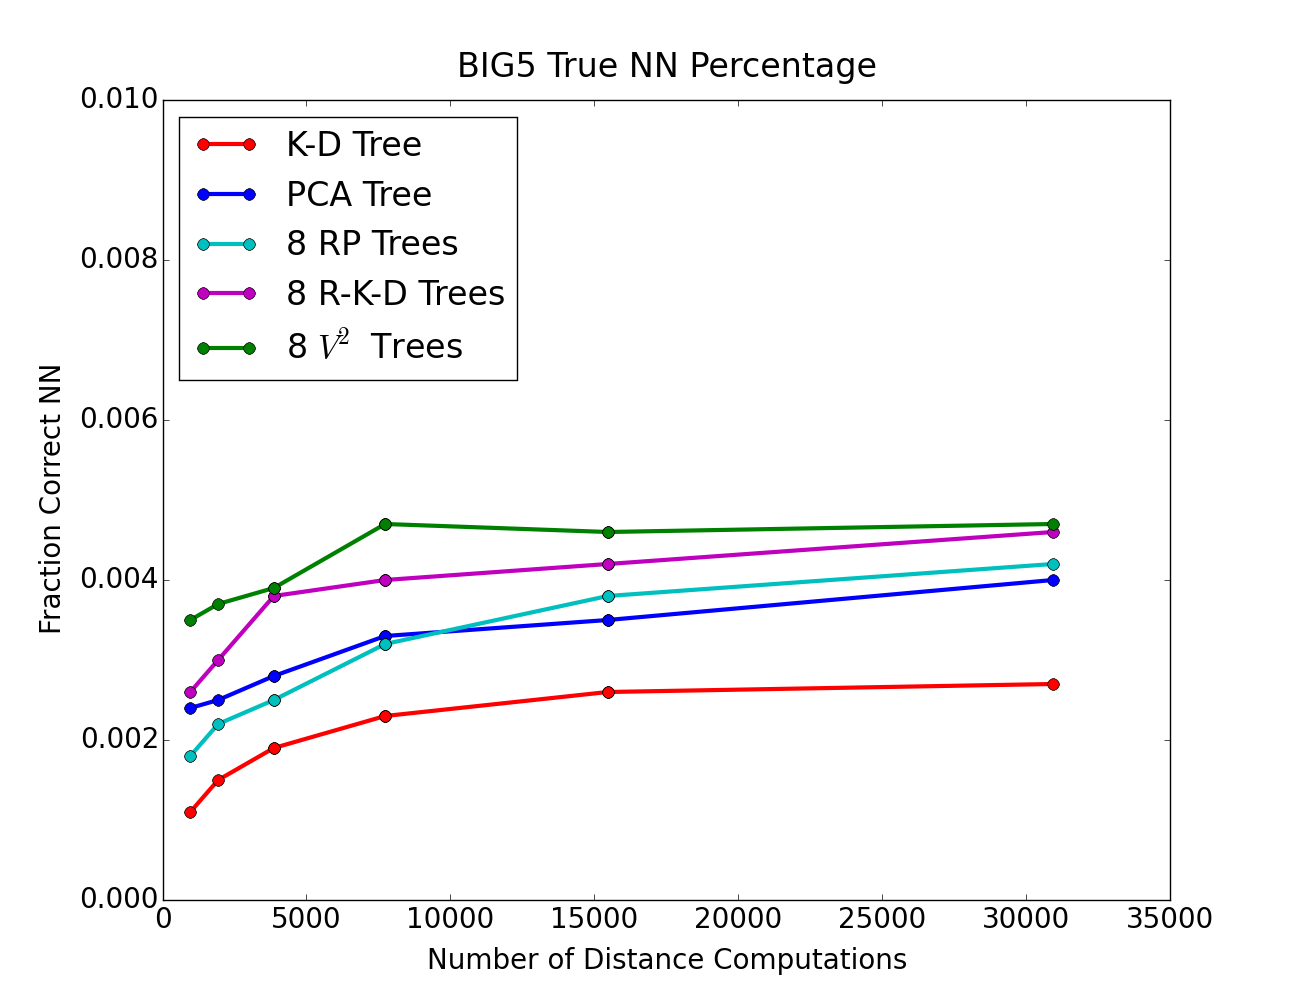 BIG5 True NN Percentage
0.010
0.008
0.006
0.004
0.002
0.000
Fraction Correct NN
K-D Tree
PCA Tree
8 RP Trees
8 R-K-D Trees
8 V² Trees
0 5000 10000 15000 20000 25000 30000 35000
Number of Distance Computations